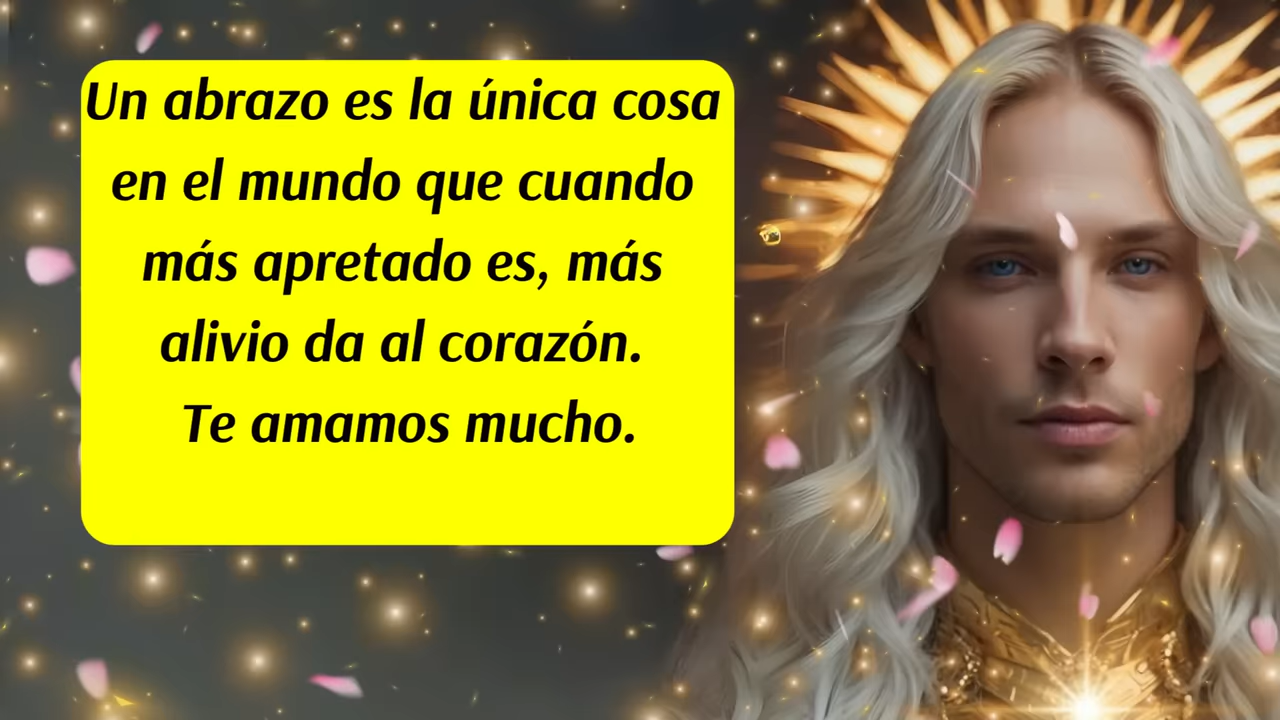 Un abrazo es la única cosa
en el mundo que cuando
más apretado es, más
alivio da al corazón.
Te amamos mucho.